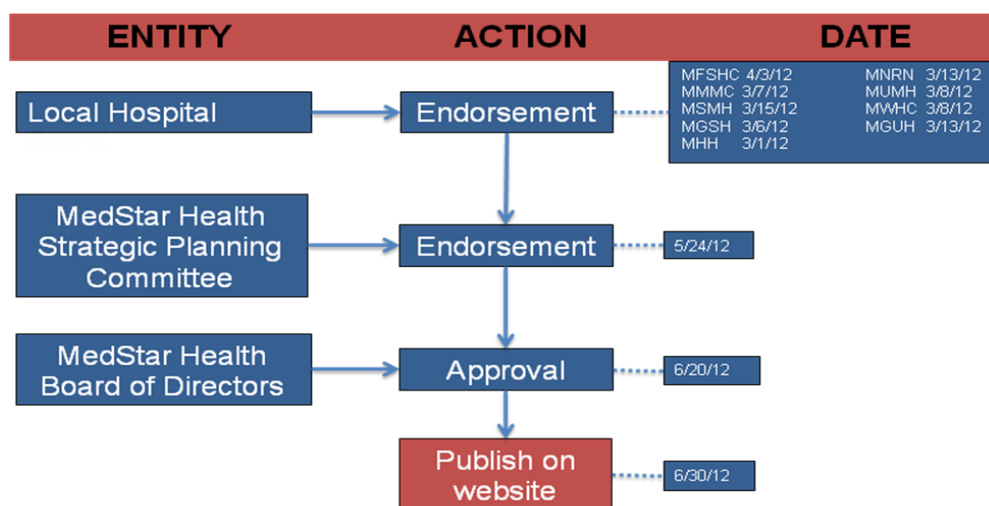 ENTITY ACTION DATE
Local Hospital
Endorsement
MFSHC 4/3/12 MNRN 3/13/12
MMMC 3/7/12 MUMH 3/8/12
MSMH 3/15/12 MWHC 3/8/12
MGSH 3/6/12 MGUH 3/13/12
MHH 3/1/12
MedStar Health
Strategic Planning
Committee
Endorsement
5/24/12
MedStar Health
Board of Directors
Approval
6/20/12
Publish on
website
6/30/12